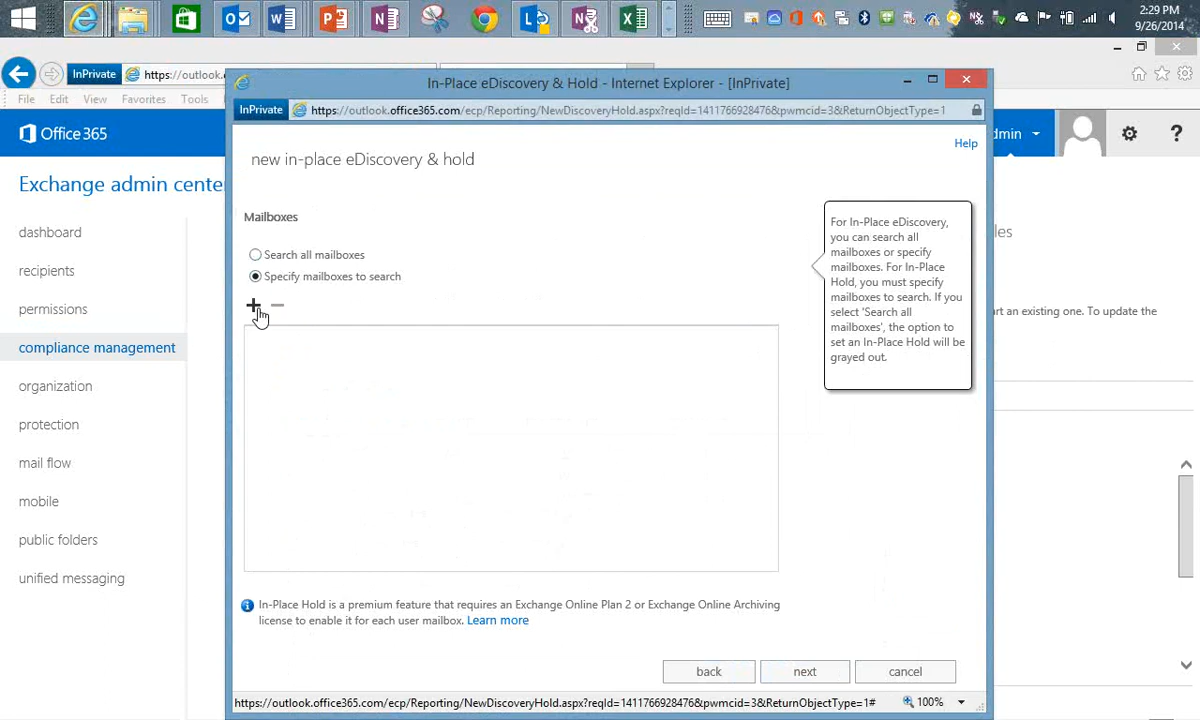 2:29 PM
9/26/2014
InPrivate
https://outlook.
File Edit View Favorites Tools
Office 365
dmin
?
Exchange admin cente
dashboard
recipients
permissions
compliance management
organization
protection
mail flow
mobile
public folders
unified messaging
les
art an existing one. To update the
In-Place eDiscovery & Hold - Internet Explorer - [InPrivate]
InPrivate
https://outlook.office365.com/ecp/Reporting/NewDiscoveryHold.aspx?reqId=1411766928476&pwmcid=3&ReturnObjectType=1
Help
new in-place eDiscovery & hold
Mailboxes
Search all mailboxes
Specify mailboxes to search
For In-Place eDiscovery,
you can search all
mailboxes or specify
mailboxes. For In-Place
Hold, you must specify
mailboxes to search. If you
select 'Search all
mailboxes', the option to
set an In-Place Hold will be
grayed out.
In-Place Hold is a premium feature that requires an Exchange Online Plan 2 or Exchange Online Archiving
license to enable it for each user mailbox. Learn more
back next cancel
https://outlook.office365.com/ecp/Reporting/NewDiscoveryHold.aspx?reqId=1411766928476&pwmcid=3&ReturnObjectType=1#
100%